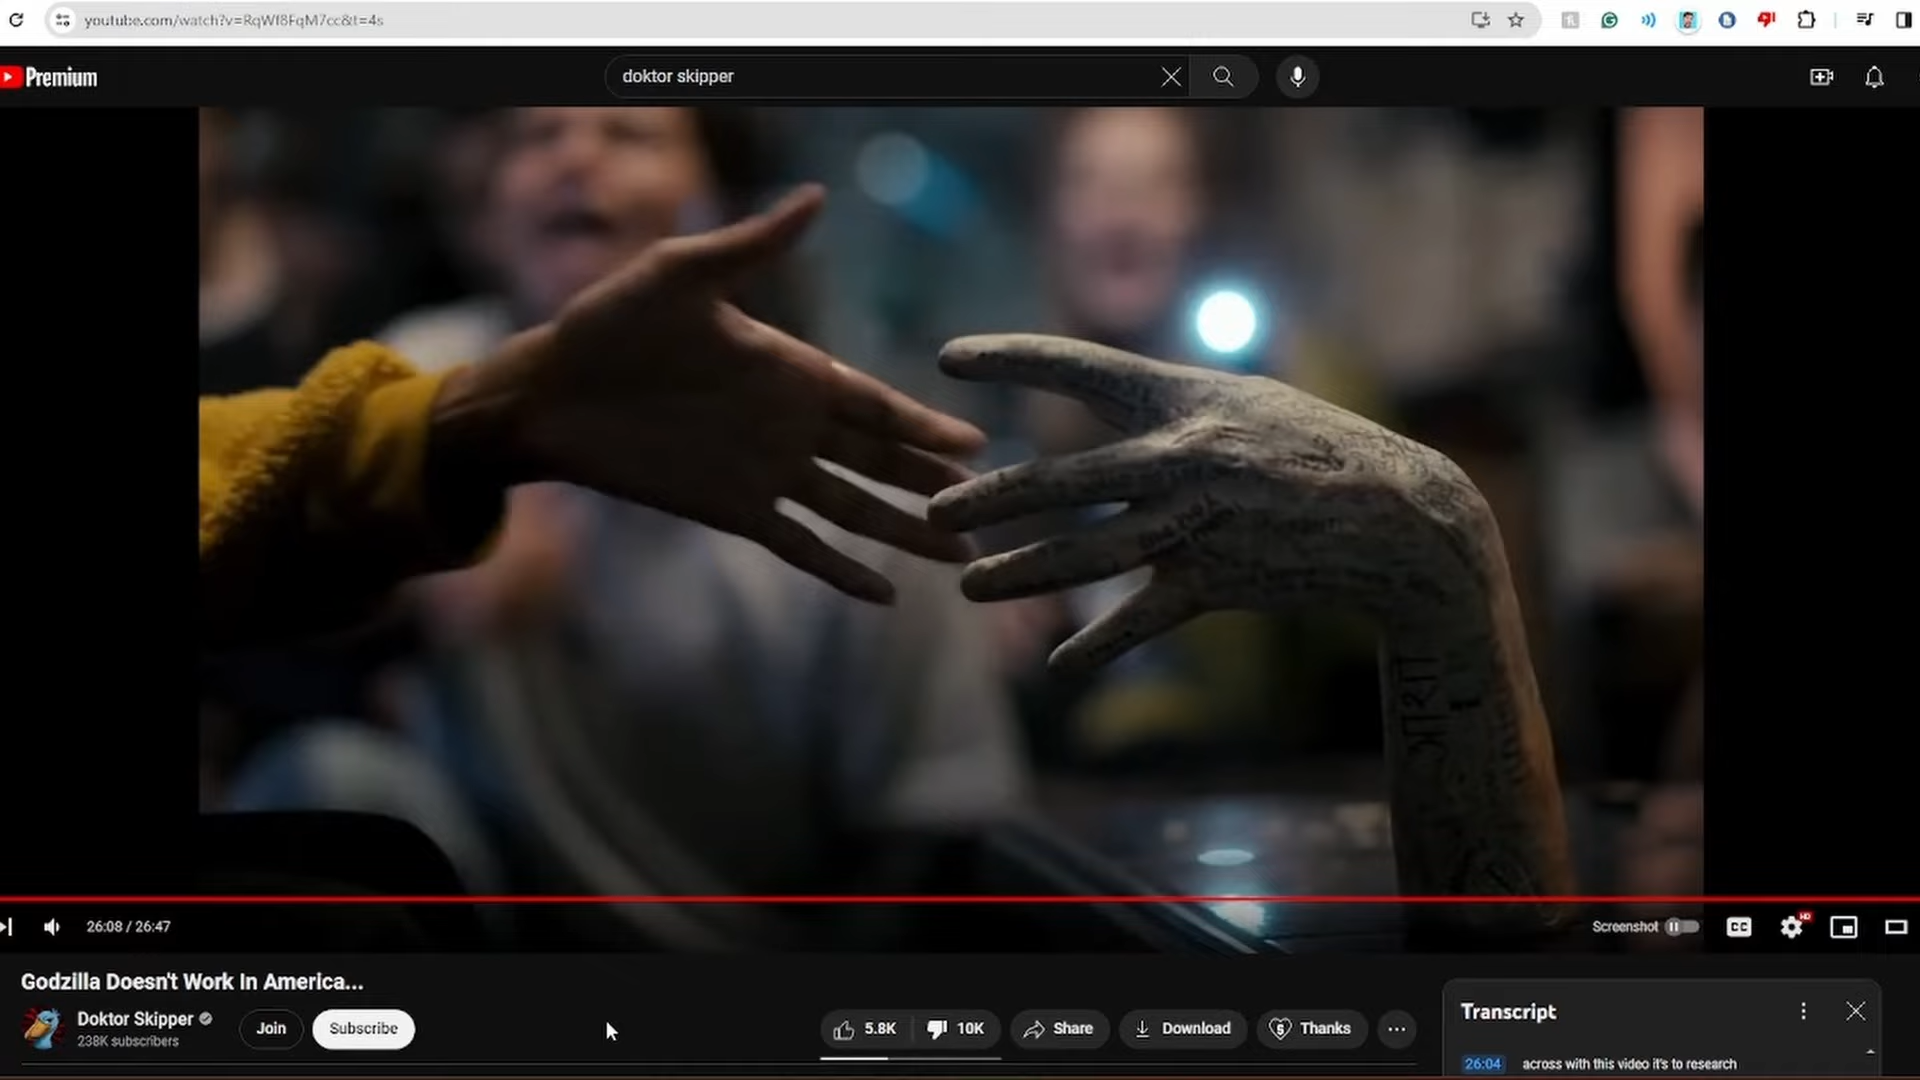 youtube.com/watch?v=RqWf8FqM7cc&t=4s
Premium
doktor skipper
26:08 / 26:47
Screenshot
CC
HD
Godzilla Doesn't Work In America...
Doktor Skipper
238K subscribers
Join
Subscribe
5.8K
10K
Share
Download
Thanks
Transcript
26:04 across with this video it's to research